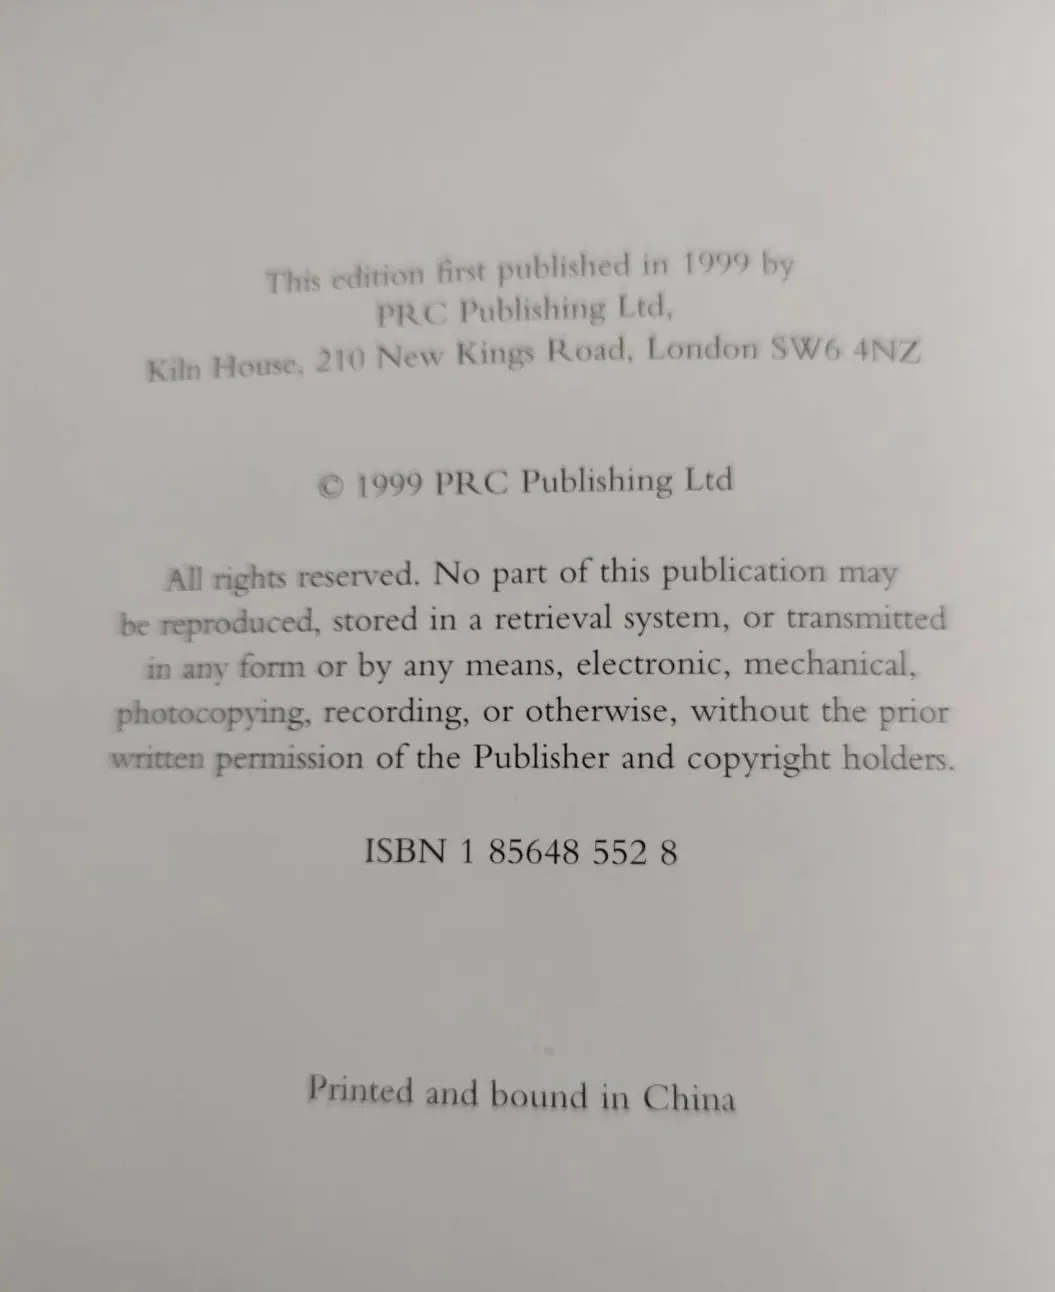 This edition first published in 1999 by
PRC Publishing Ltd,
Kiln House, 210 New Kings Road, London SW6 4NZ
© 1999 PRC Publishing Ltd
All rights reserved. No part of this publication may
be reproduced, stored in a retrieval system, or transmitted
in any form or by any means, electronic, mechanical,
photocopying, recording, or otherwise, without the prior
written permission of the Publisher and copyright holders.
ISBN 1 85648 552 8
Printed and bound in China